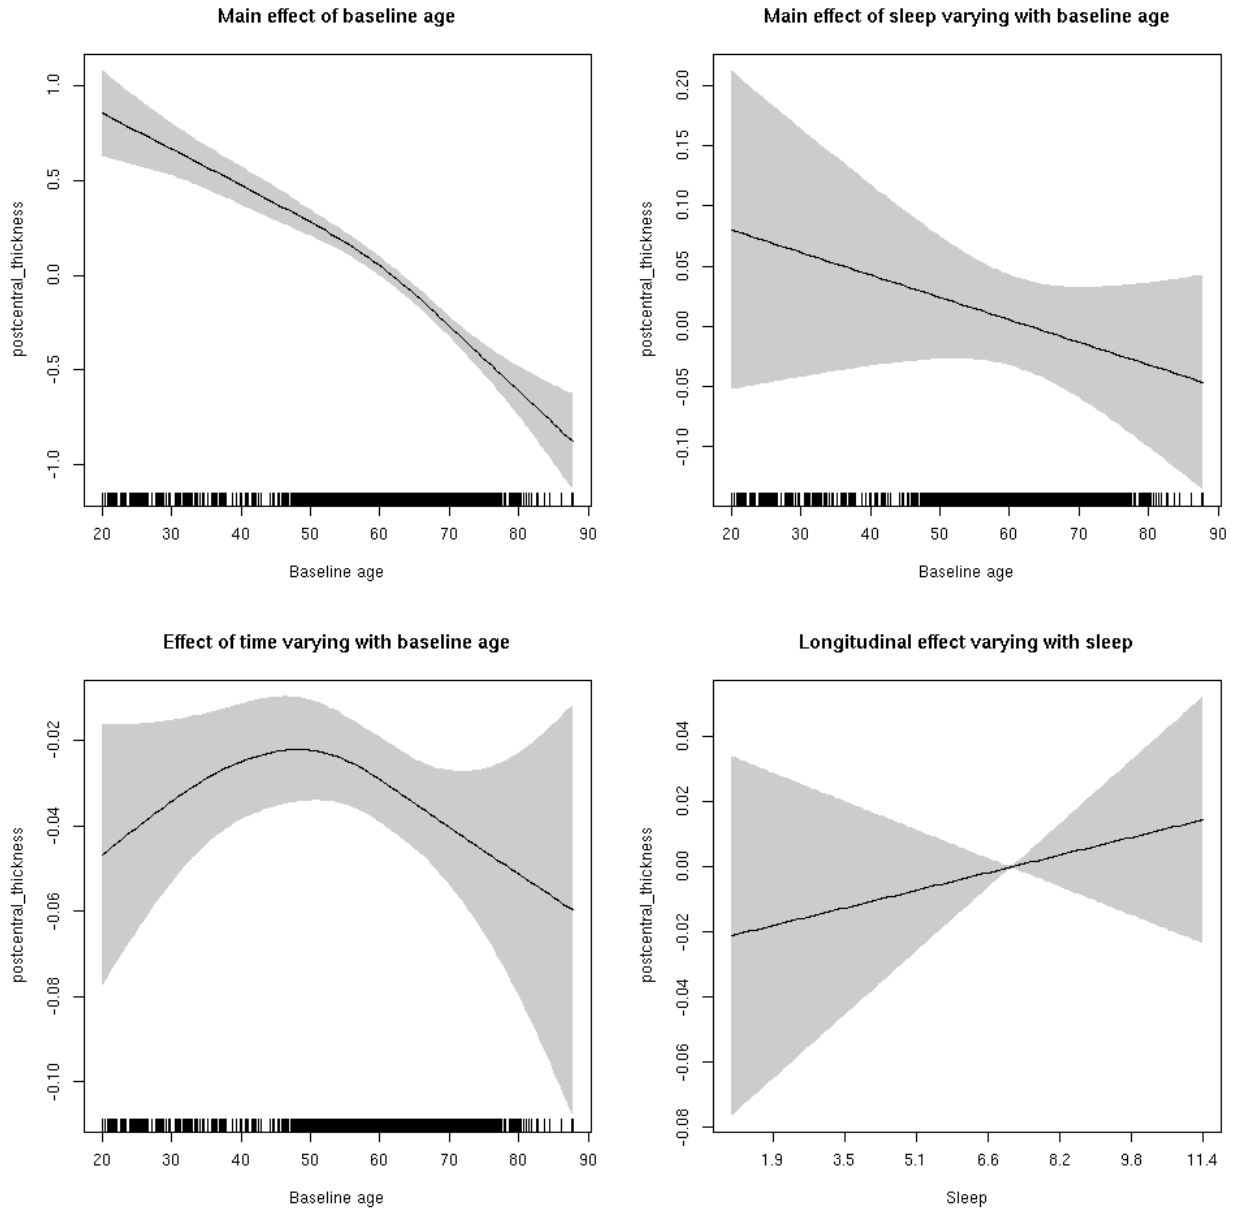 Main effect of baseline age
postcentral_thickness
1.0
0.5
0.0
-0.5
-1.0
20 30 40 50 60 70 80 90
Baseline age
Main effect of sleep varying with baseline age
postcentral_thickness
0.20
0.15
0.10
0.05
0.00
-0.05
-0.10
20 30 40 50 60 70 80 90
Baseline age
Effect of time varying with baseline age
postcentral_thickness
-0.02
-0.04
-0.06
-0.08
-0.10
20 30 40 50 60 70 80 90
Baseline age
Longitudinal effect varying with sleep
postcentral_thickness
0.04
0.02
0.00
-0.02
-0.04
-0.06
-0.08
1.9 3.5 5.1 6.6 8.2 9.8 11.4
Sleep